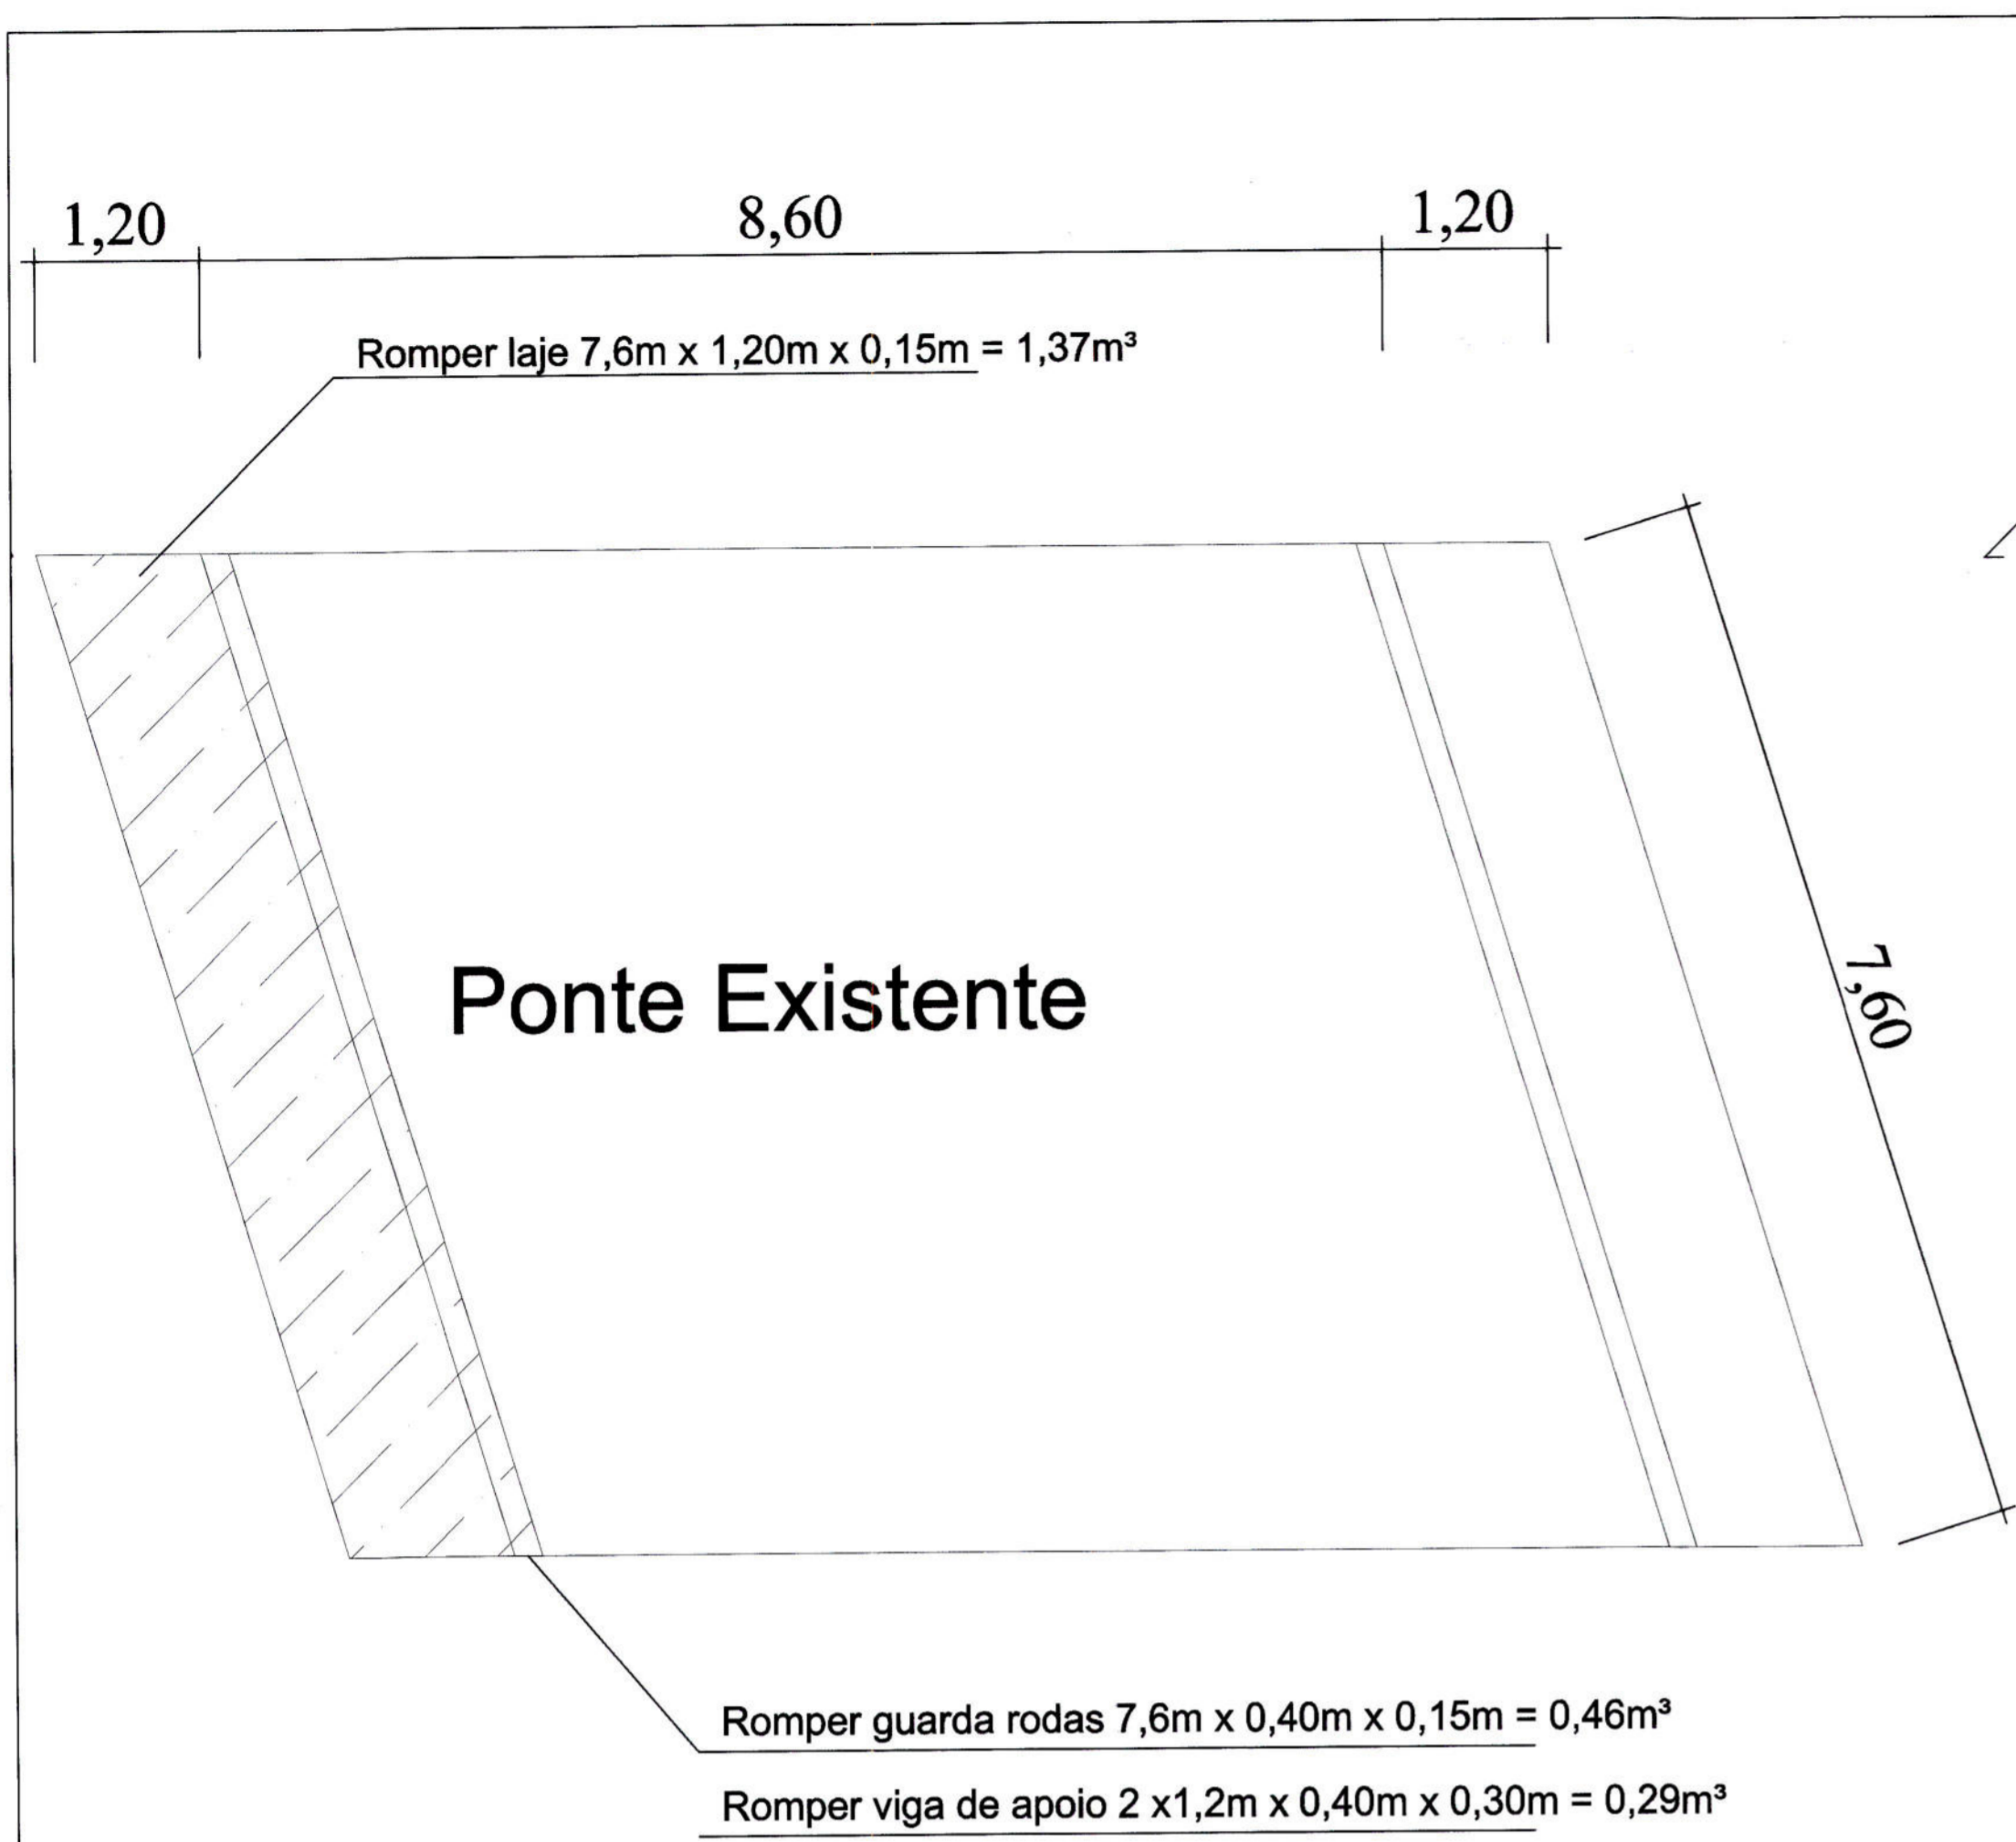 1,20 8,60 1,20
Romper laje 7,6m x 1,20m x 0,15m = 1,37m³
Ponte Existente
7,60
Romper guarda rodas 7,6m x 0,40m x 0,15m = 0,46m³
Romper viga de apoio 2 x1,2m x 0,40m x 0,30m = 0,29m³